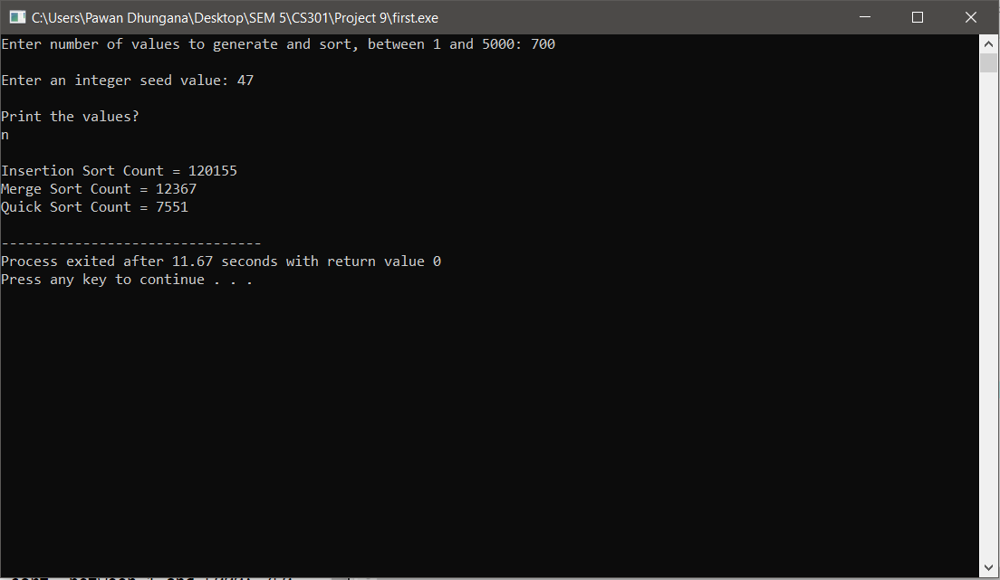 C:\Users\Pawan Dhungana\Desktop\SEM 5\CS301\Project 9\first.exe
Enter number of values to generate and sort, between 1 and 5000: 700
Enter an integer seed value: 47
Print the values?
n
Insertion Sort Count = 120155
Merge Sort Count = 12367
Quick Sort Count = 7551
--------------------------------
Process exited after 11.67 seconds with return value 0
Press any key to continue . . .